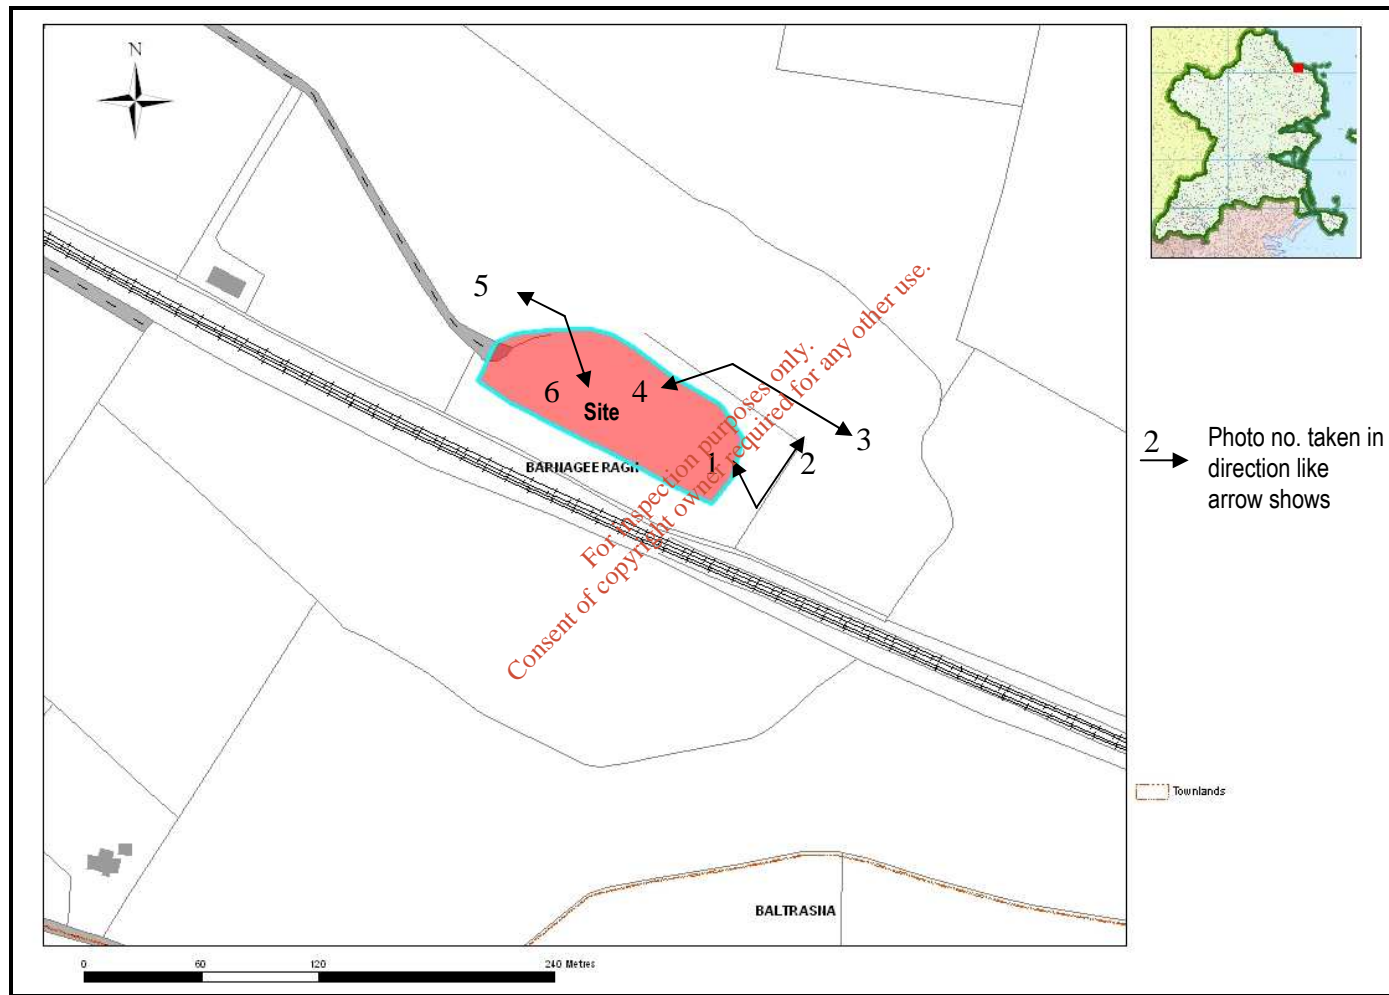 N
5
6
4
Site
3
1
2
BARNAGEERAGH
For inspection purposes only.
Consent of copyright owner required for any other use.
2
Photo no. taken in
direction like
arrow shows
Townlands
BALTRASNA
0 60 120 240 Metres